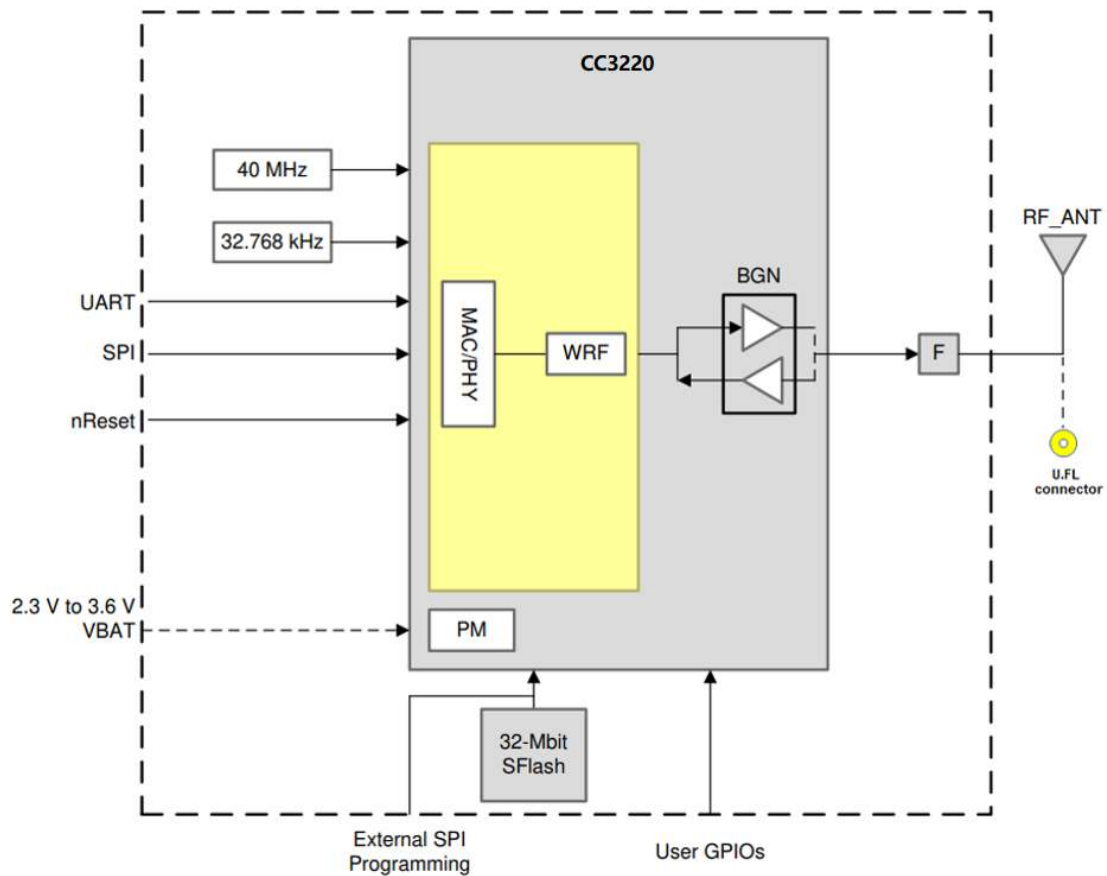 CC3220
40 MHz
32.768 kHz
RF_ANT
BGN
UART
MAC/PHY
SPI
WRF
F
nReset
U.FL
connector
2.3 V to 3.6 V
VBAT
PM
32-Mbit
SFlash
External SPI
Programming
User GPIOs